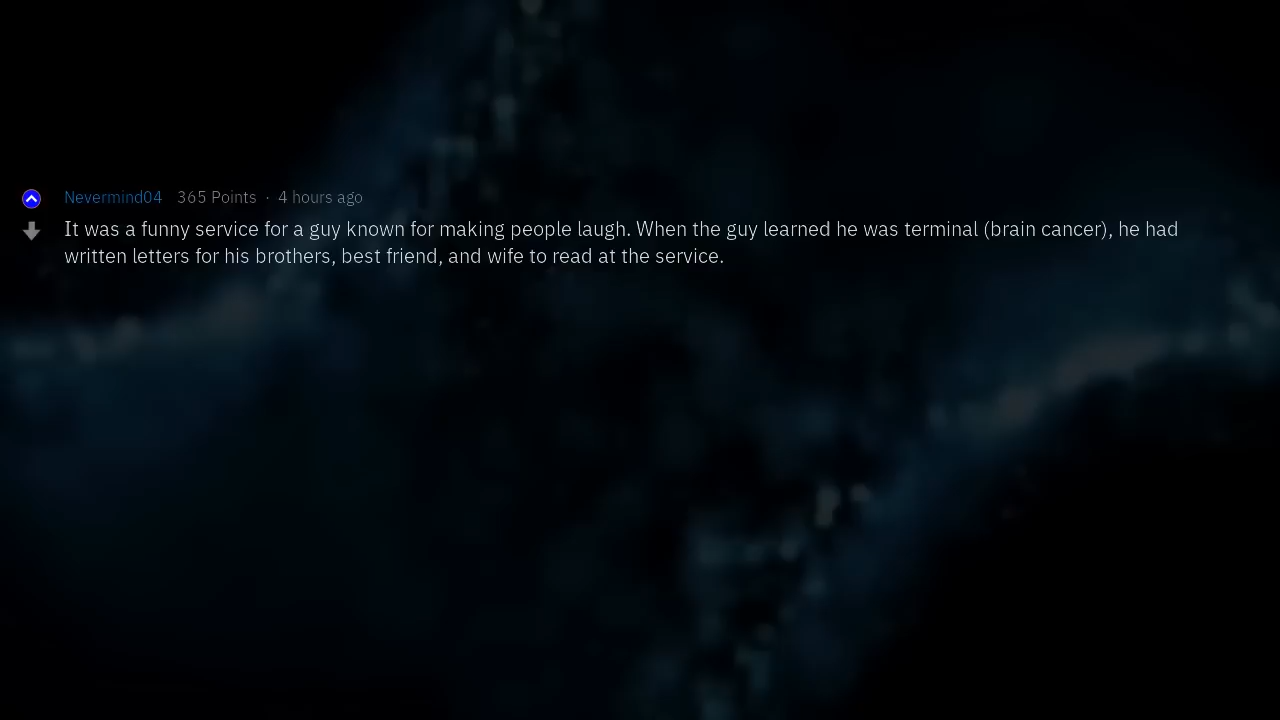 Nevermind04 365 Points · 4 hours ago
It was a funny service for a guy known for making people laugh. When the guy learned he was terminal (brain cancer), he had
written letters for his brothers, best friend, and wife to read at the service.